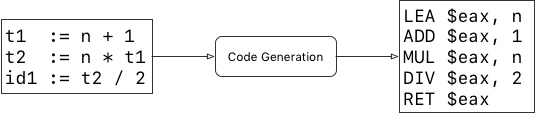 t1  := n + 1
t2  := n * t1
id1 := t2 / 2
Code Generation
LEA $eax, n
ADD $eax, 1
MUL $eax, n
DIV $eax, 2
RET $eax